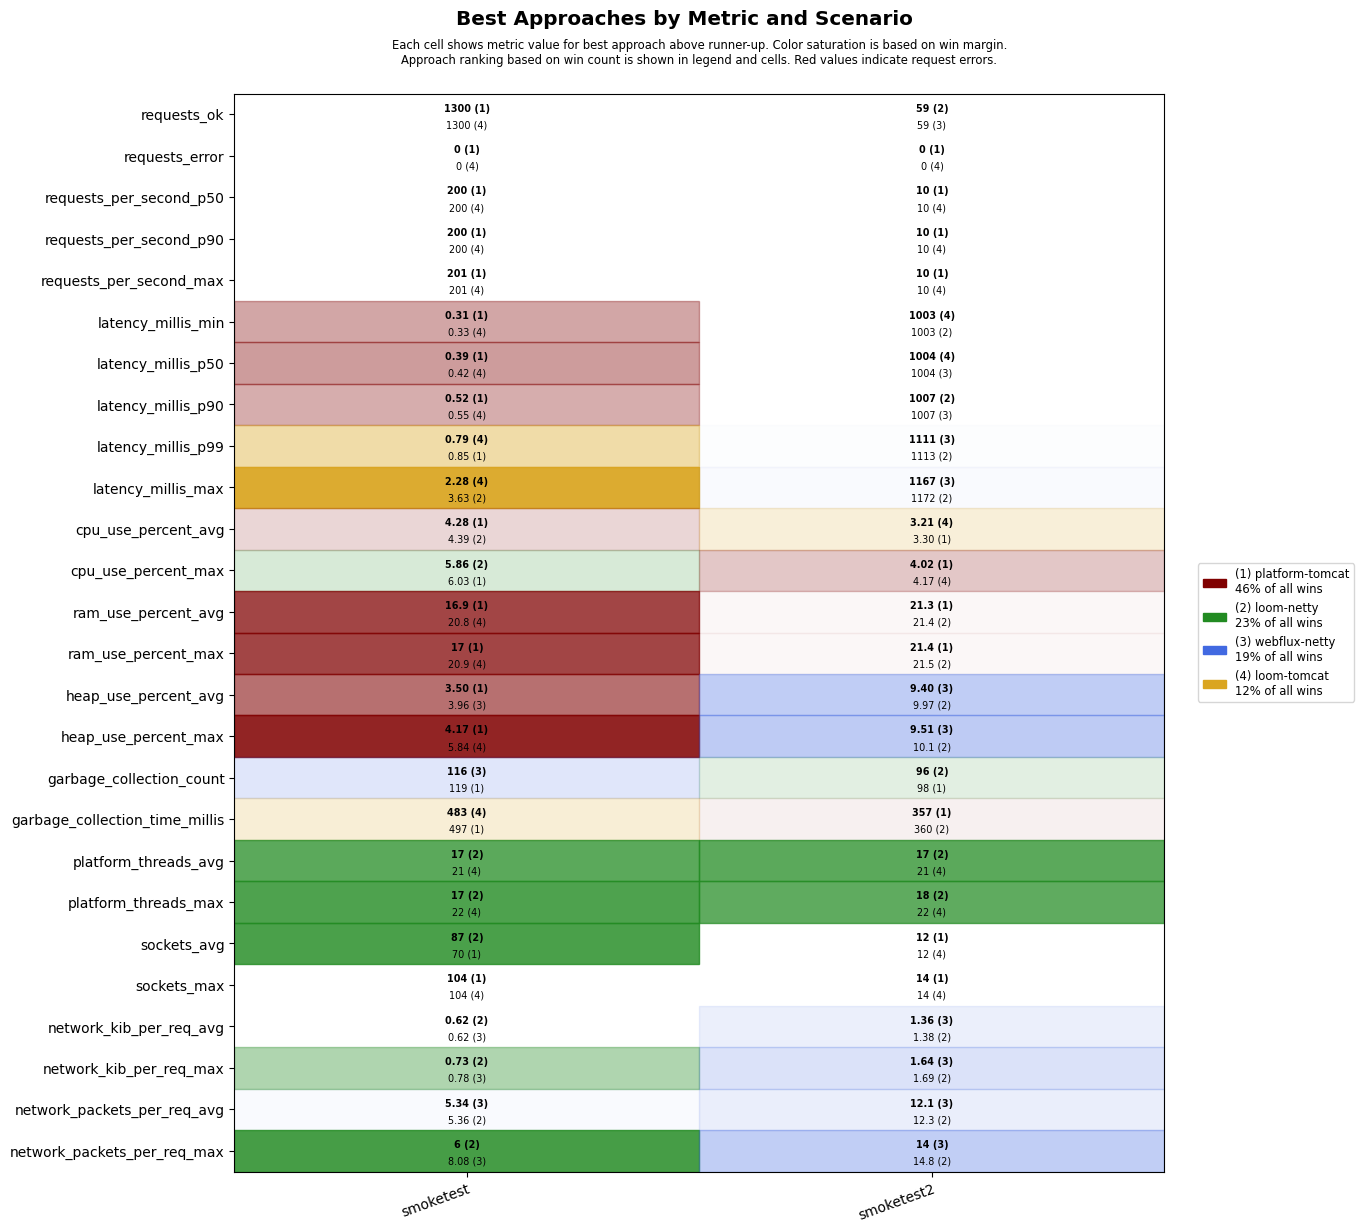 Best Approaches by Metric and Scenario
Each cell shows metric value for best approach above runner-up. Color saturation is based on win margin.
Approach ranking based on win count is shown in legend and cells. Red values indicate request errors.
requests_ok
1300 (1)
1300 (4)
59 (2)
59 (3)
requests_error
0 (1)
0 (4)
0 (1)
0 (4)
requests_per_second_p50
200 (1)
200 (4)
10 (1)
10 (4)
requests_per_second_p90
200 (1)
200 (4)
10 (1)
10 (4)
requests_per_second_max
201 (1)
201 (4)
10 (1)
10 (4)
latency_millis_min
0.31 (1)
0.33 (4)
1003 (4)
1003 (2)
latency_millis_p50
0.39 (1)
0.42 (4)
1004 (4)
1004 (3)
latency_millis_p90
0.52 (1)
0.55 (4)
1007 (2)
1007 (3)
latency_millis_p99
0.79 (4)
0.85 (1)
1111 (3)
1113 (2)
latency_millis_max
2.28 (4)
3.63 (2)
1167 (3)
1172 (2)
cpu_use_percent_avg
4.28 (1)
4.39 (2)
3.21 (4)
3.30 (1)
cpu_use_percent_max
5.86 (2)
6.03 (1)
4.02 (1)
4.17 (4)
ram_use_percent_avg
16.9 (1)
20.8 (4)
21.3 (1)
21.4 (2)
ram_use_percent_max
17 (1)
20.9 (4)
21.4 (1)
21.5 (2)
heap_use_percent_avg
3.50 (1)
3.96 (3)
9.40 (3)
9.97 (2)
heap_use_percent_max
4.17 (1)
5.84 (4)
9.51 (3)
10.1 (2)
garbage_collection_count
116 (3)
119 (1)
96 (2)
98 (1)
garbage_collection_time_millis
483 (4)
497 (1)
357 (1)
360 (2)
platform_threads_avg
17 (2)
21 (4)
17 (2)
21 (4)
platform_threads_max
17 (2)
22 (4)
18 (2)
22 (4)
sockets_avg
87 (2)
70 (1)
12 (1)
12 (4)
sockets_max
104 (1)
104 (4)
14 (1)
14 (4)
network_kib_per_req_avg
0.62 (2)
0.62 (3)
1.36 (3)
1.38 (2)
network_kib_per_req_max
0.73 (2)
0.78 (3)
1.64 (3)
1.69 (2)
network_packets_per_req_avg
5.34 (3)
5.36 (2)
12.1 (3)
12.3 (2)
network_packets_per_req_max
6 (2)
8.08 (3)
14 (3)
14.8 (2)
smoketest
smoketest2
(1) platform-tomcat
46% of all wins
(2) loom-netty
23% of all wins
(3) webflux-netty
19% of all wins
(4) loom-tomcat
12% of all wins